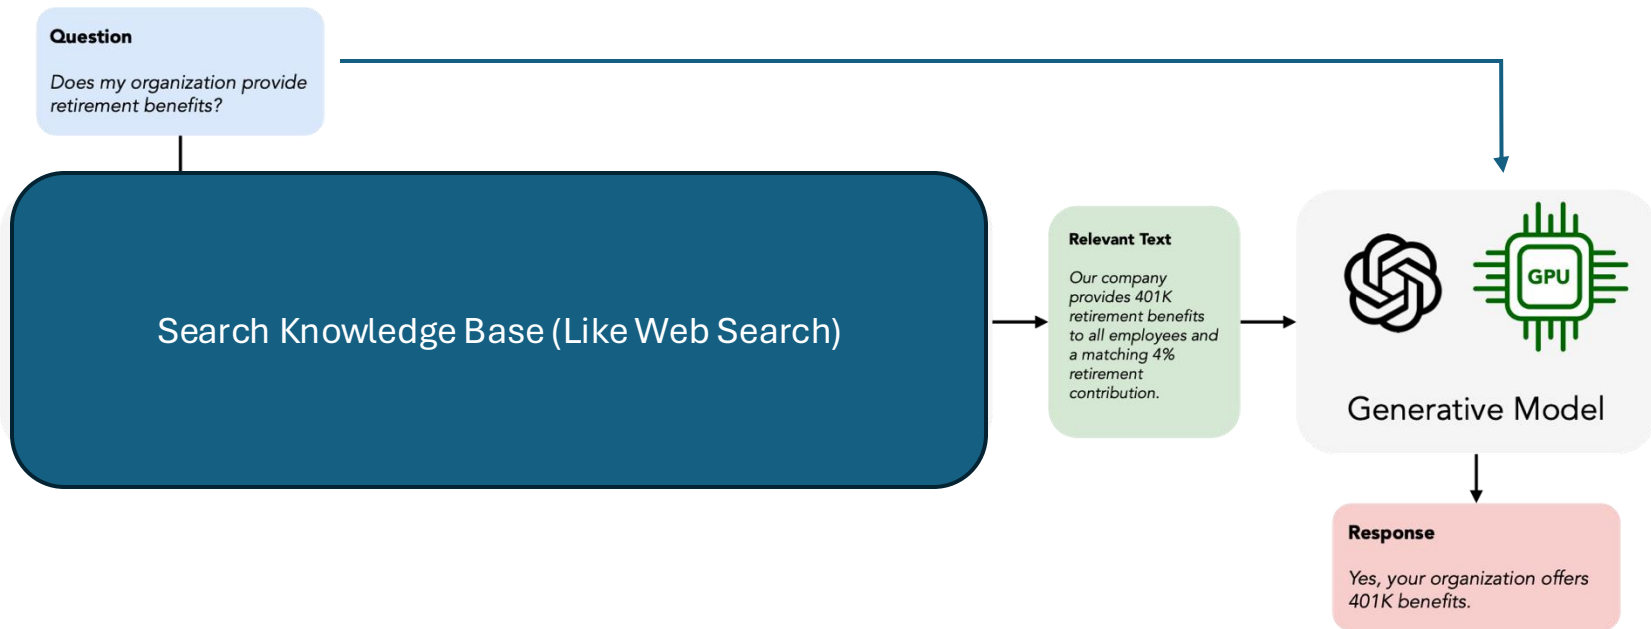 Question
Does my organization provide
retirement benefits?
Search Knowledge Base (Like Web Search)
Relevant Text
Our company
provides 401K
retirement benefits
to all employees and
a matching 4%
retirement
contribution.
GPU
Generative Model
Response
Yes, your organization offers
401K benefits.